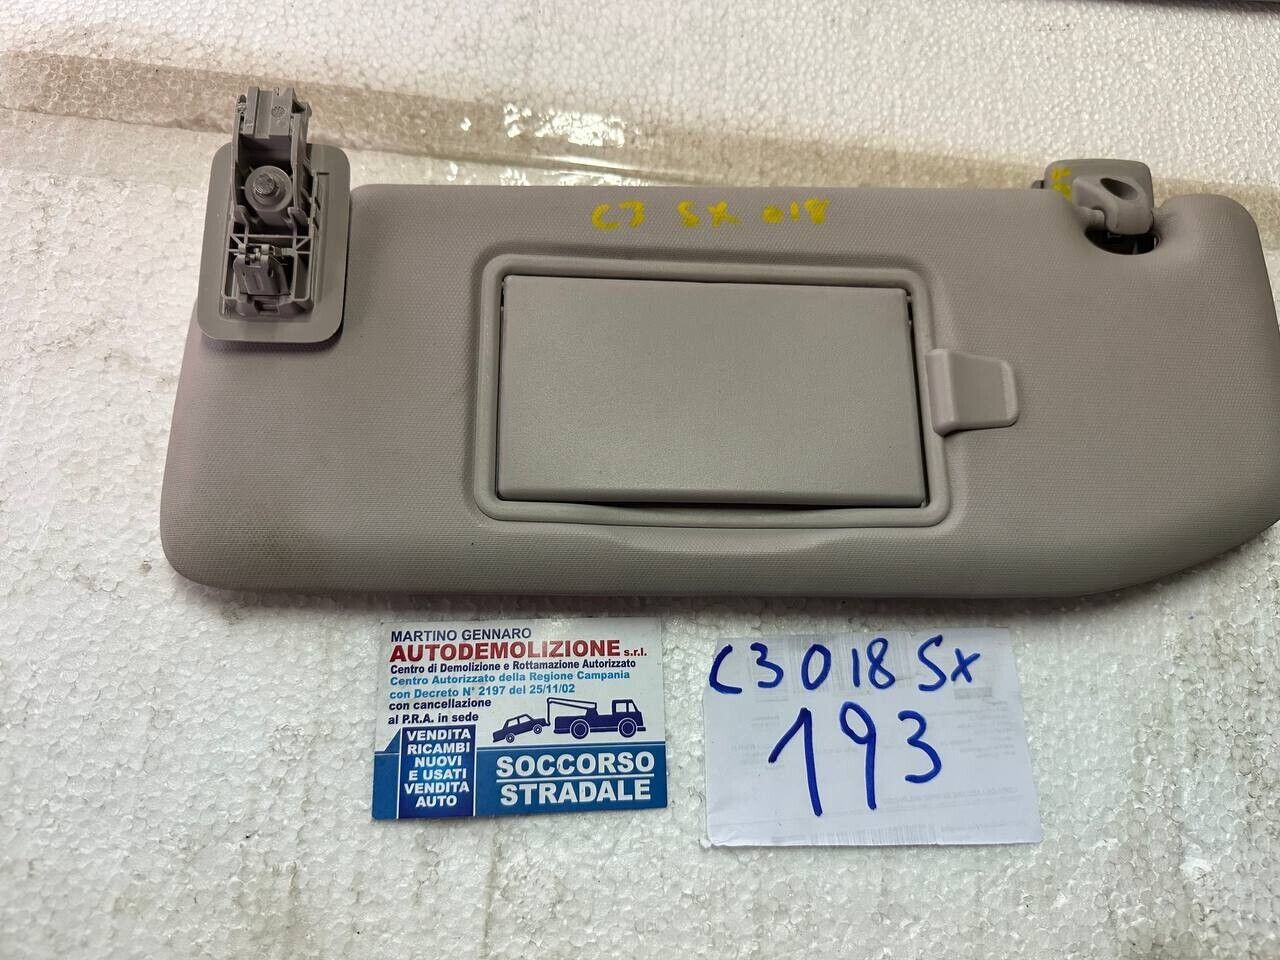 C3 SX 018
MARTINO GENNARO
AUTODEMOLIZIONE s.r.l.
Centro di Demolizione e Rottamazione Autorizzato
Centro Autorizzato della Regione Campania
con Decreto N° 2197 del 25/11/02
con cancellazione
al P.R.A. in sede
VENDITA
RICAMBI
NUOVI
E USATI
VENDITA
AUTO
SOCCORSO
STRADALE
C3 018 SX
193